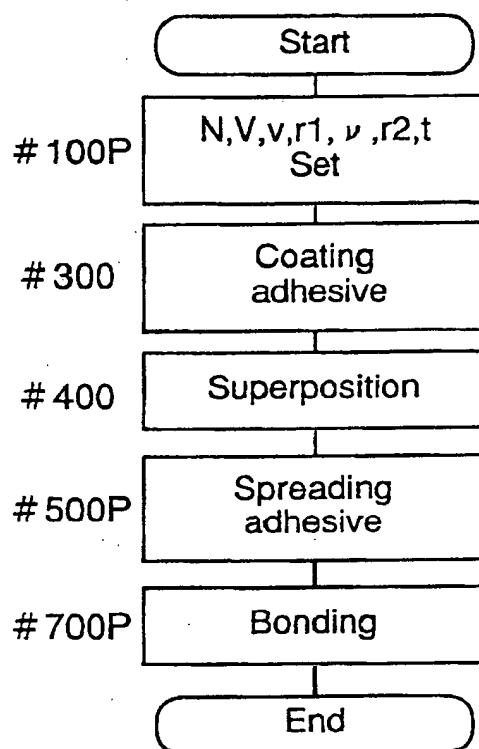 Start
#100P
N,V,v,r1, ν ,r2,t
Set
#300
Coating
adhesive
#400
Superposition
#500P
Spreading
adhesive
#700P
Bonding
End